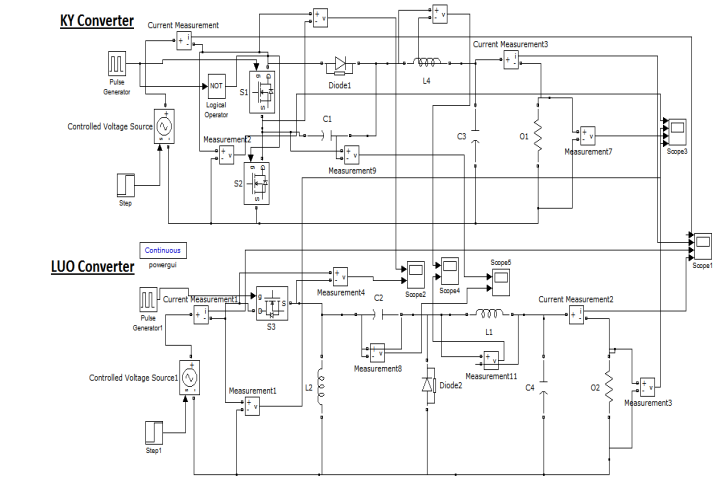 KY Converter
Current Measurement
Current Measurement3
Pulse
Generator
NOT
Logical
Operator
S1
Diode1
L4
Controlled Voltage Source
Measurement2
C1
C3
O1
Measurement7
Scope3
Measurement9
Step
S2
Continuous
powergui
Scope1
LUO Converter
Scope5
Measurement4
Scope2
Scope4
Pulse
Generator1
Current Measurement1
S3
C2
L1
Current Measurement2
Measurement8
Measurement11
Controlled Voltage Source1
Measurement1
L2
Diode2
C4
O2
Measurement3
Step1